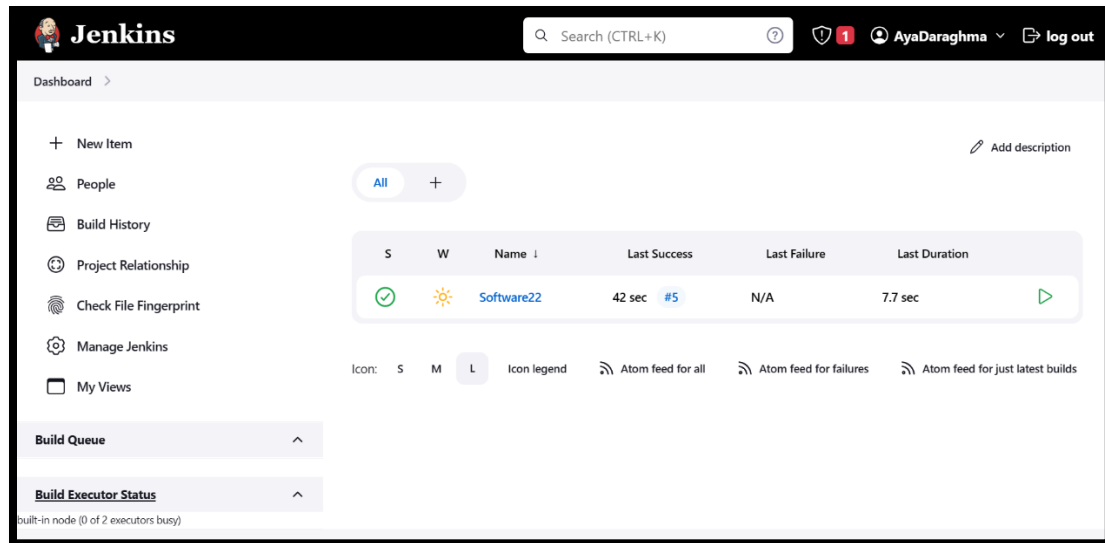 Jenkins
Search (CTRL+K)
1
AyaDaraghma
log out
Dashboard
New Item
People
Build History
Project Relationship
Check File Fingerprint
Manage Jenkins
My Views
Build Queue
Build Executor Status
built-in node (0 of 2 executors busy)
Add description
All +
S W Name ↓ Last Success Last Failure Last Duration
Software22 42 sec #5 N/A 7.7 sec
Icon: S M L Icon legend Atom feed for all Atom feed for failures Atom feed for just latest builds